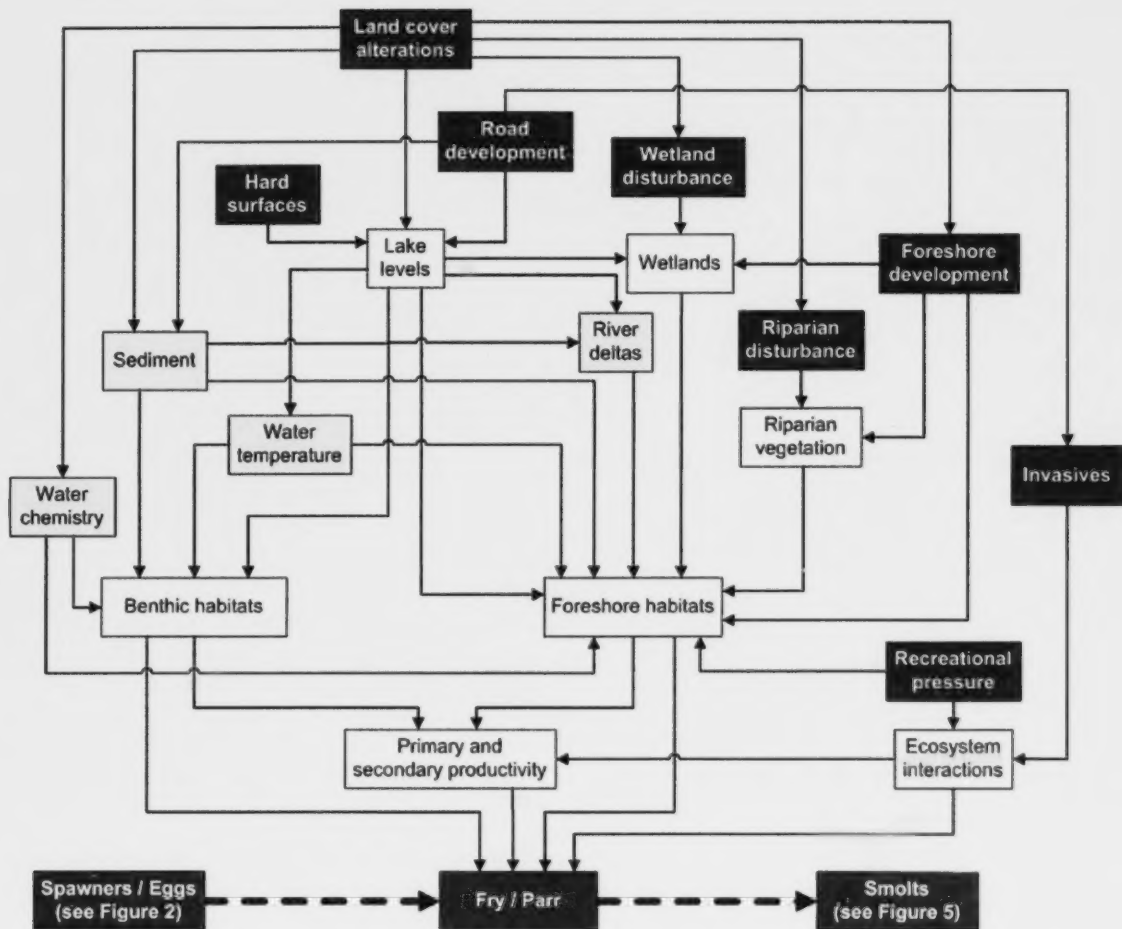 Land cover
alterations
Road
development
Wetland
disturbance
Hard
surfaces
Lake
levels
Wetlands
Foreshore
development
River
deltas
Riparian
disturbance
Sediment
Water
temperature
Riparian
vegetation
Invasives
Water
chemistry
Benthic habitats
Foreshore habitats
Recreational
pressure
Primary and
secondary productivity
Ecosystem
interactions
Spawners / Eggs
(see Figure 2)
Fry / Parr
Smolts
(see Figure 5)